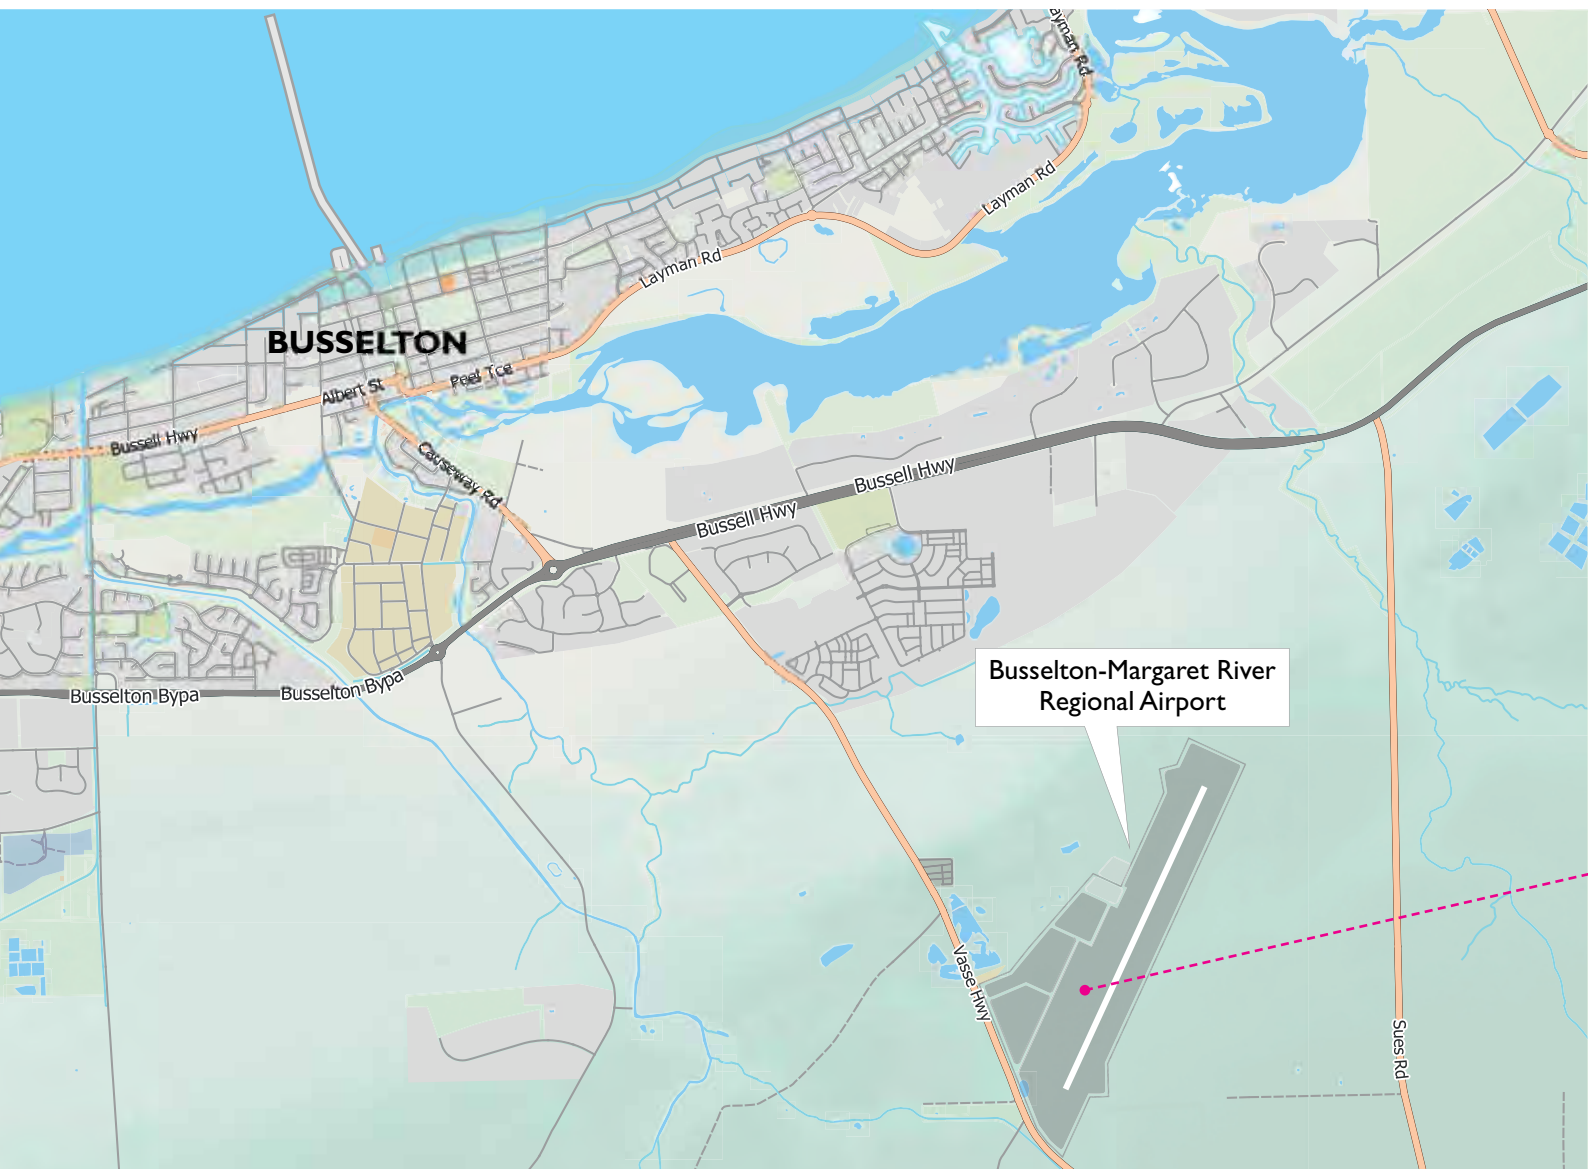 ayman Rd
Layman Rd
Layman Rd
BUSSELTON
Peel Tce
Albert St
Bussell Hwy
Causeway Rd
Bussell Hwy
Bussell Hwy
Busselton Bypa
Busselton Bypa
Busselton-Margaret River
Regional Airport
Vasse Hwy
Sues Rd